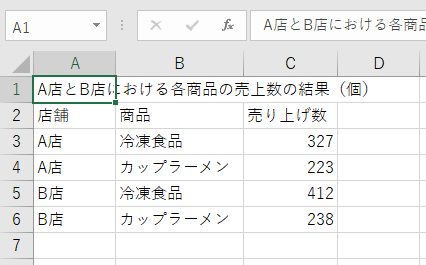 A1 fx A店とB店における各商品
A B C D
1 A店とB店における各商品の売上数の結果（個）
2 店舗 商品 売り上げ数
3 A店 冷凍食品 327
4 A店 カップラーメン 223
5 B店 冷凍食品 412
6 B店 カップラーメン 238
7